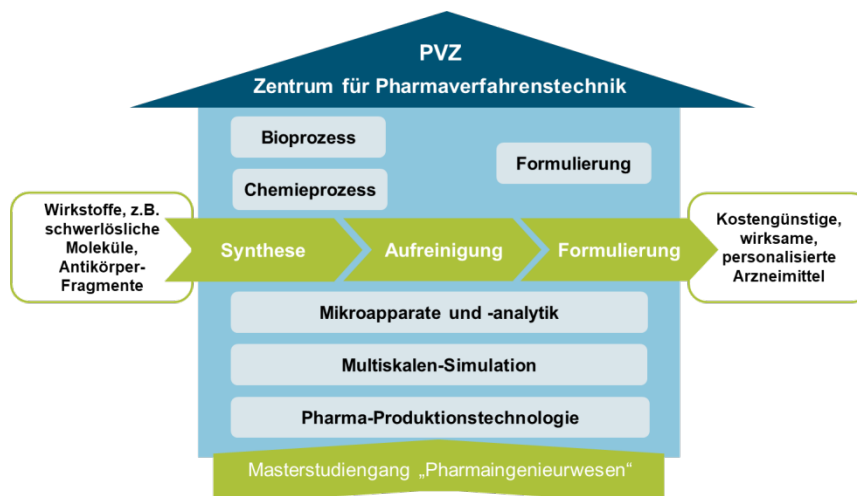 PVZ
Zentrum für Pharmaverfahrenstechnik
Bioprozess
Formulierung
Chemieprozess
Wirkstoffe, z.B.
schwerlösliche
Moleküle,
Antikörper-
Fragmente
Synthese
Aufreinigung
Formulierung
Kostengünstige,
wirksame,
personalisierte
Arzneimittel
Mikroapparate und -analytik
Multiskalen-Simulation
Pharma-Produktionstechnologie
Masterstudiengang „Pharmaingenieurwesen“